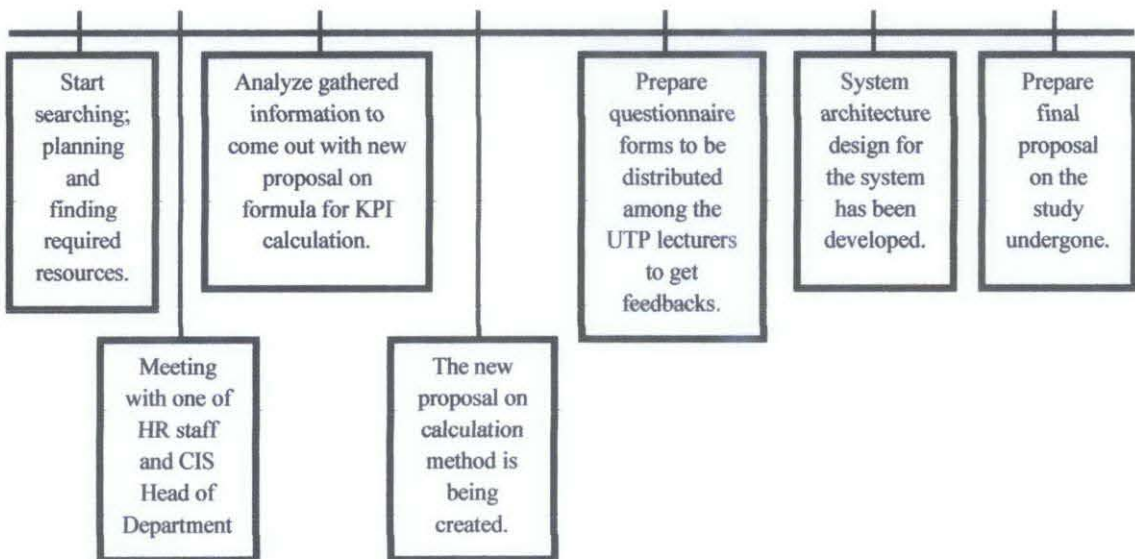 Start
searching;
planning
and
finding
required
resources.
Meeting
with one of
HR staff
and CIS
Head of
Department
Analyze gathered
information to
come out with new
proposal on
formula for KPI
calculation.
The new
proposal on
calculation
method is
being
created.
Prepare
questionnaire
forms to be
distributed
among the
UTP lecturers
to get
feedbacks.
System
architecture
design for
the system
has been
developed.
Prepare
final
proposal
on the
study
undergone.